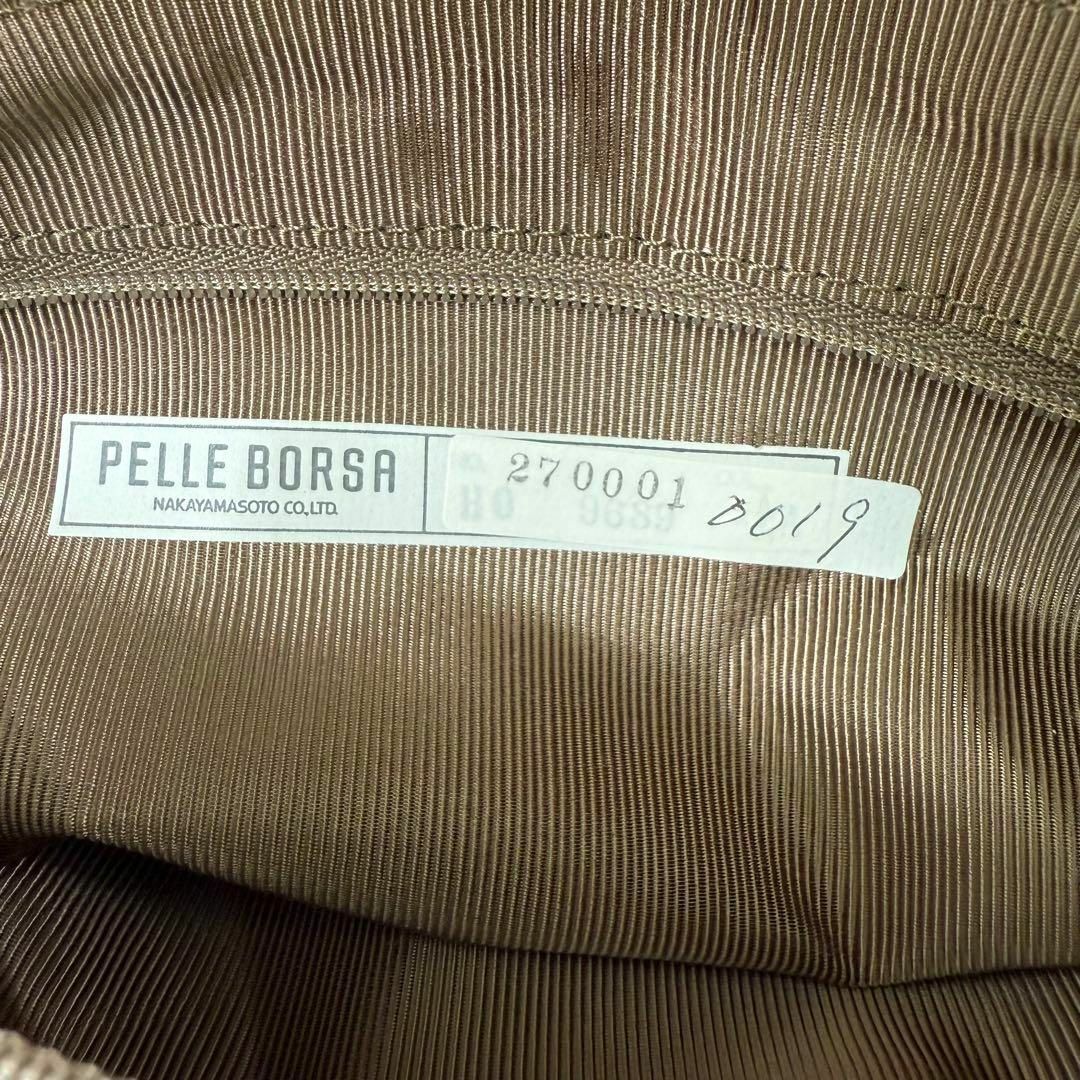 PELLE BORSA
NAKAYAMASOTO CO.,LTD.
270001
0019